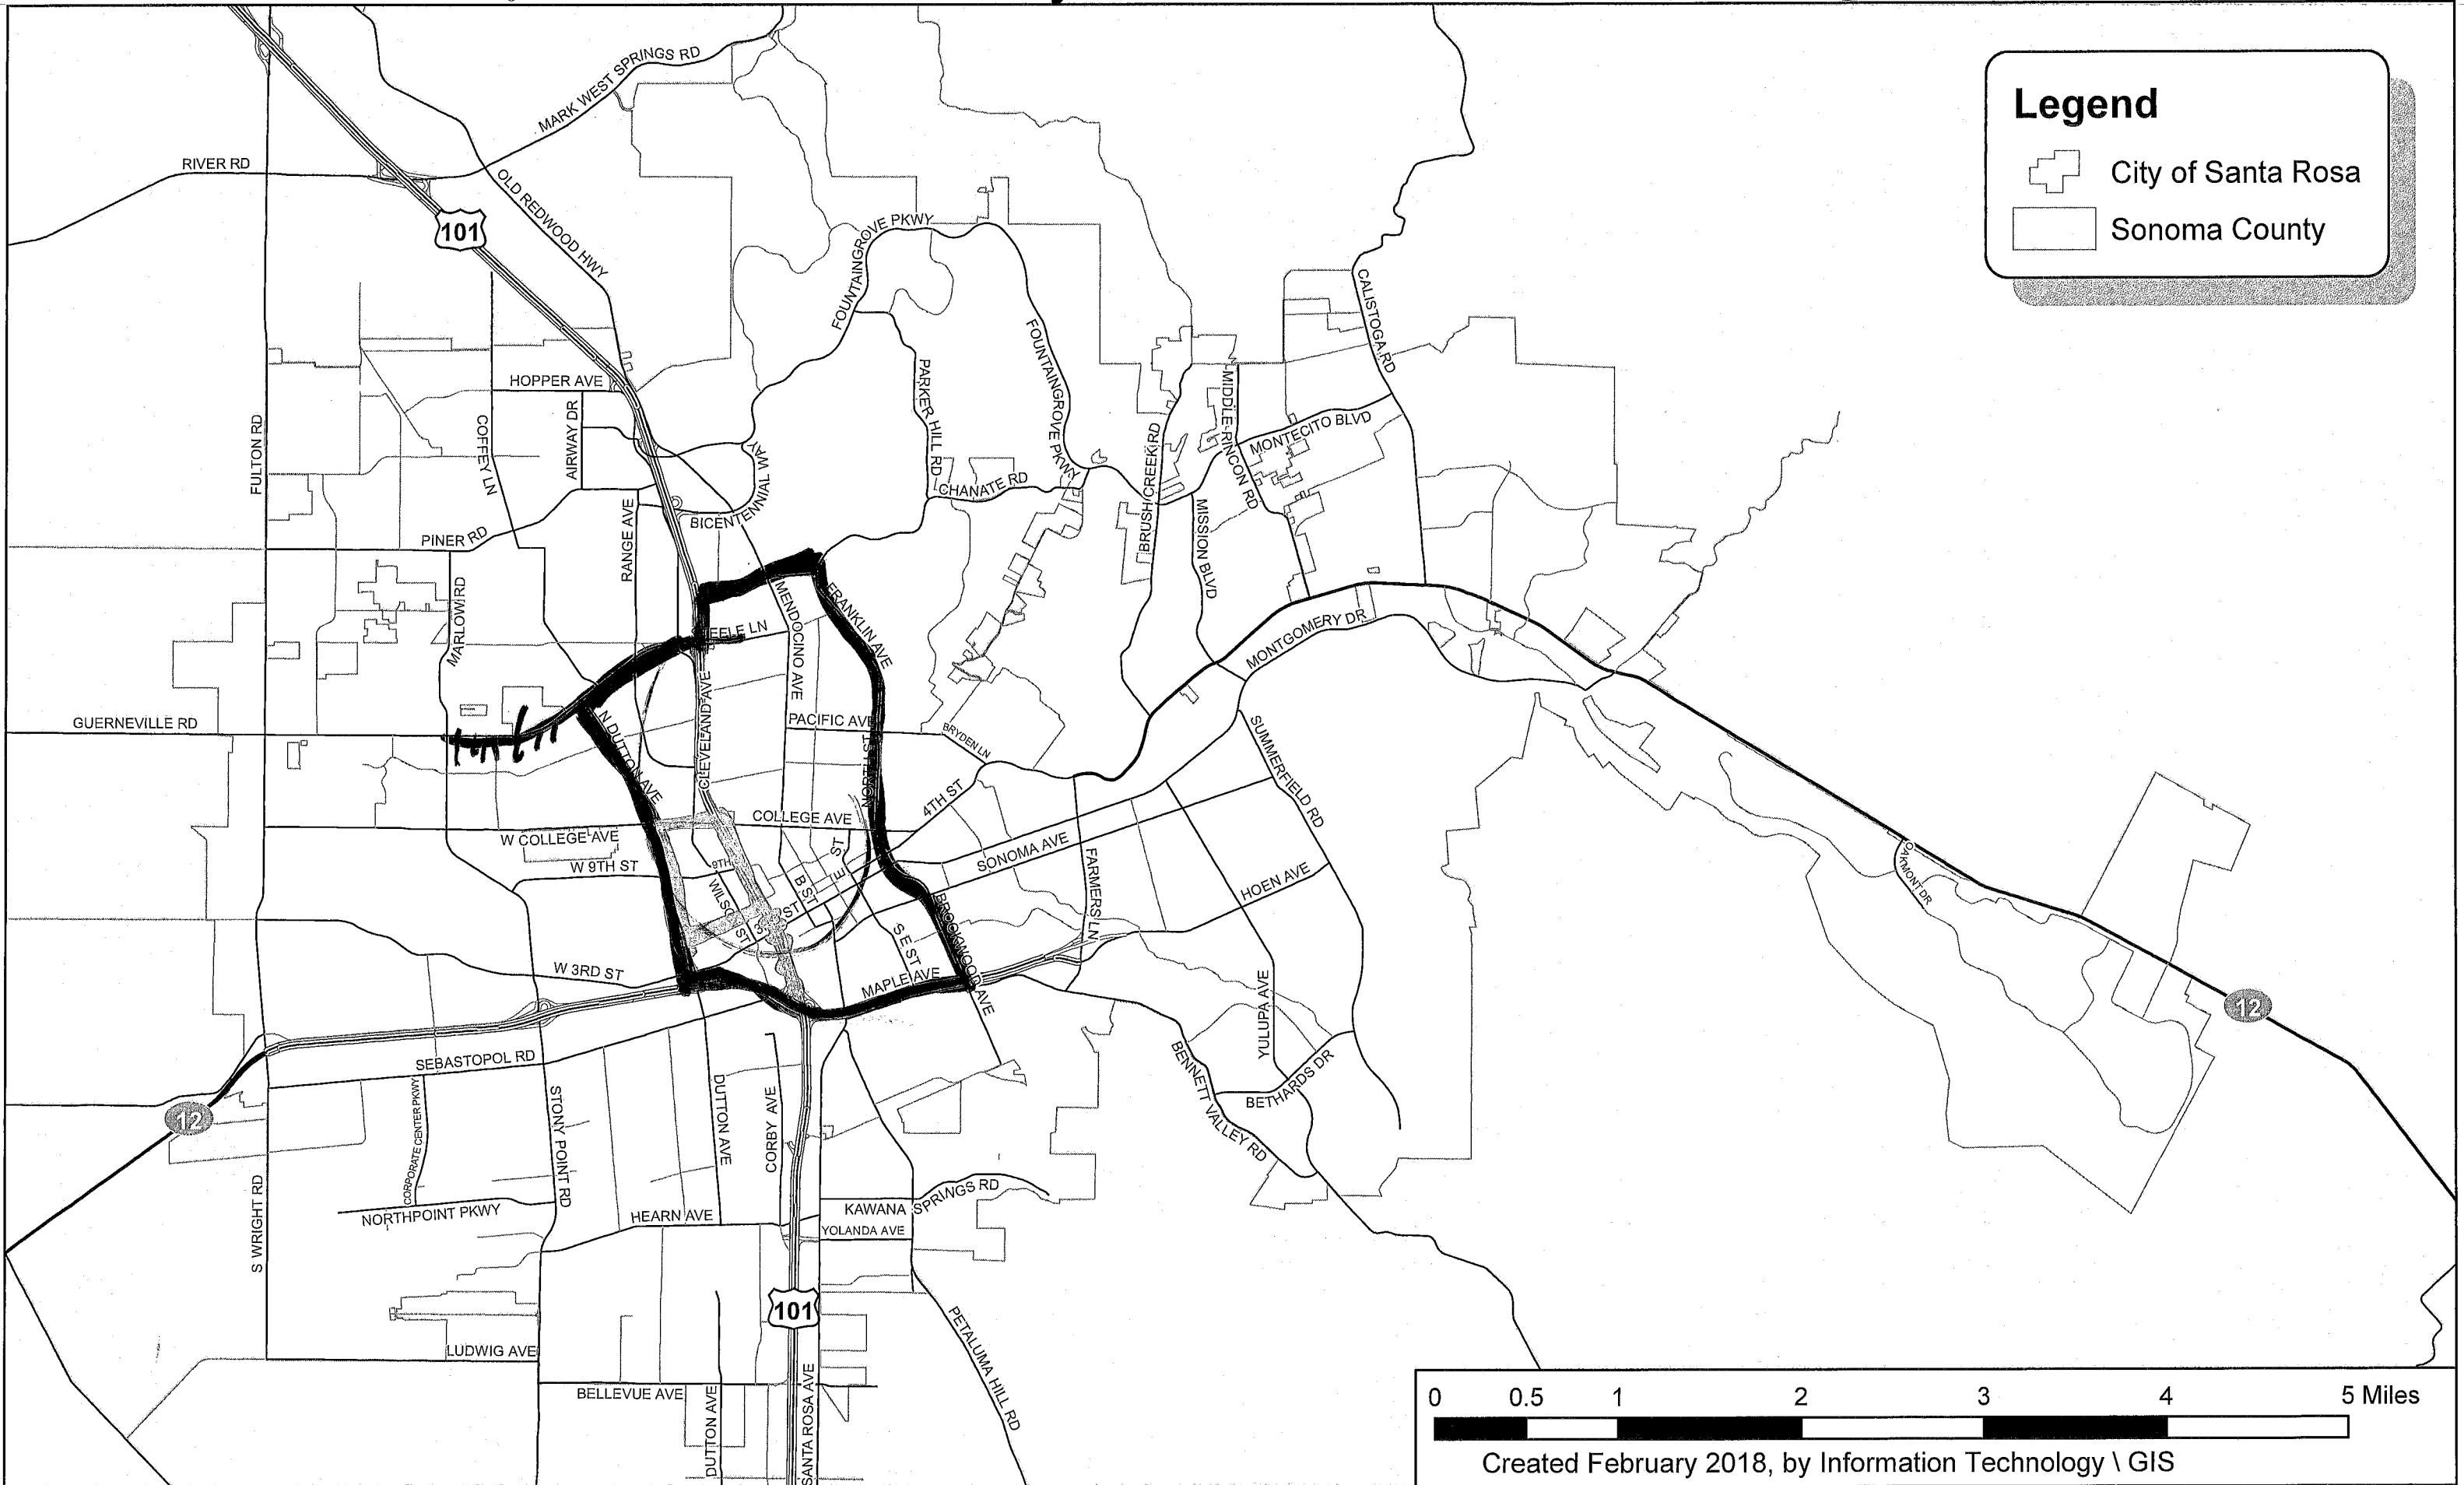 Legend
City of Santa Rosa
Sonoma County
MARK WEST SPRINGS RD
RIVER RD
OLD REDWOOD HWY
101
FOUNTAINGROVE PKWY
FOUNTAINGROVE PKWY
CALISTOGA RD
HOPPER AVE
PARKER HILL RD
MIDDLE RINCON RD
MONTECITO BLVD
FULTON RD
COFFEY LN
AIRWAY DR
BICENTENNIAL WAY
CHANATE RD
BRUSH CREEK RD
MISSION BLVD
PINER RD
RANGE AVE
MARLOW RD
MENDOCINO AVE
FRANKLIN AVE
EELE LN
MONTGOMERY DR
GUERNEVILLE RD
N DUTTON AVE
CLEVELAND AVE
PACIFIC AVE
NORTH ST
BRYDEN LN
SUMMERFIELD RD
COLLEGE AVE
4TH ST
W COLLEGE AVE
W 9TH ST
9TH
WILSON ST
B ST
E ST
3 ST
SONOMA AVE
FARMERS LN
HOEN AVE
OAKMONT DR
S E ST
BROOKWOOD AVE
W 3RD ST
MAPLE AVE
YULUPA AVE
12
12
SEBASTOPOL RD
CORPORATE CENTER PKWY
STONY POINT RD
DUTTON AVE
CORBY AVE
BENNETT VALLEY RD
BETHARDS DR
S WRIGHT RD
NORTHPOINT PKWY
HEARN AVE
KAWANA SPRINGS RD
YOLANDA AVE
101
PETALUMA HILL RD
LUDWIG AVE
BELLEVUE AVE
DUTTON AVE
SANTA ROSA AVE
0 0.5 1 2 3 4 5 Miles
Created February 2018, by Information Technology \ GIS